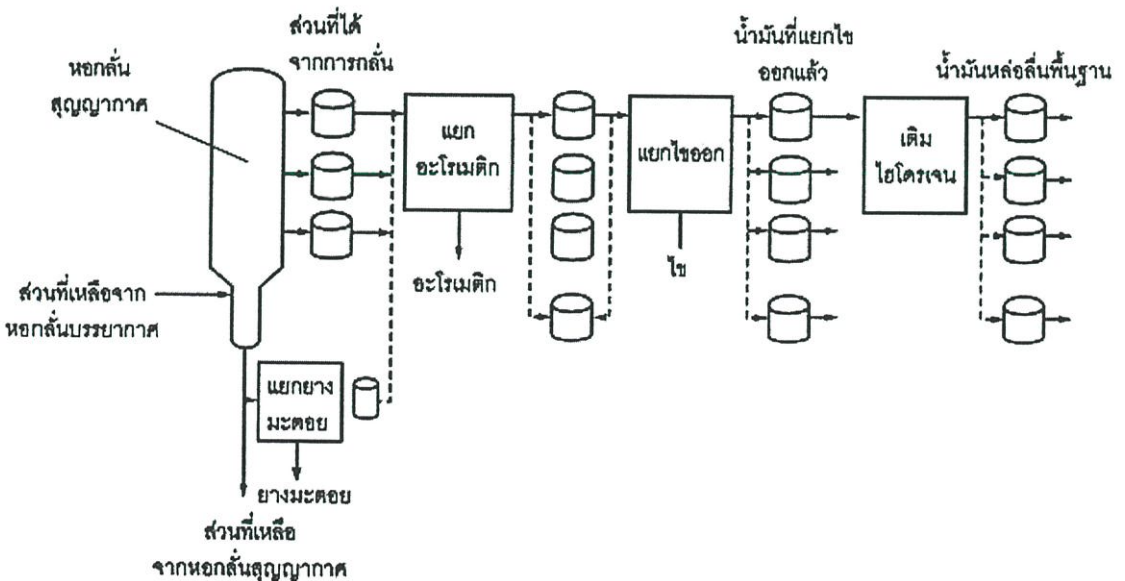 ส่วนที่ได้
จากการกลั่น
น้ำมันที่แยกไข
ออกแล้ว
น้ำมันหล่อลื่นพื้นฐาน
หอกลั่น
สุญญากาศ
แยก
อะโรเมติก
แยกไขออก
เติม
ไฮโดรเจน
อะโรเมติก
ไข
ส่วนที่เหลือจาก
หอกลั่นบรรยากาศ
แยกยาง
มะตอย
ยางมะตอย
ส่วนที่เหลือ
จากหอกลั่นสุญญากาศ